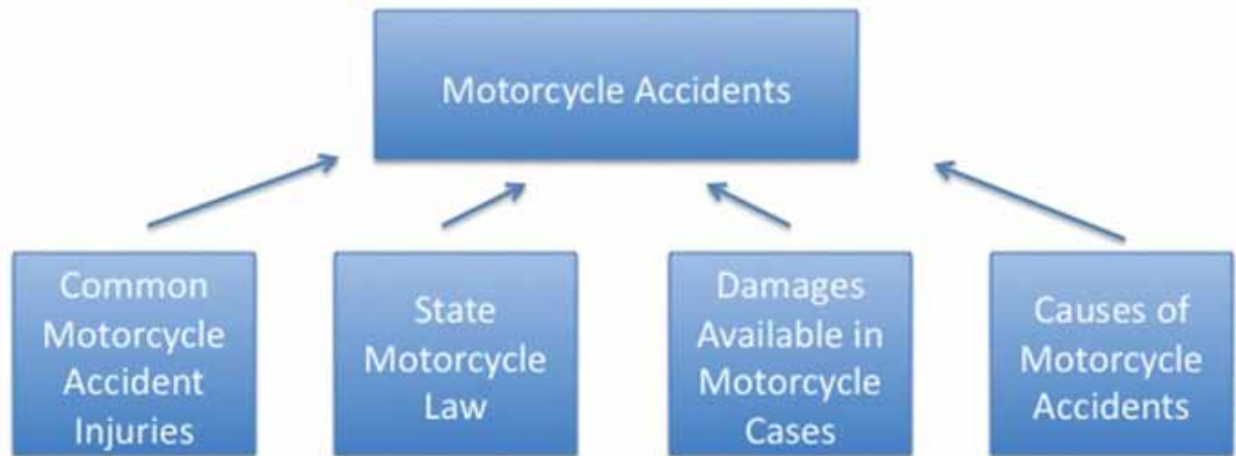 Motorcycle Accidents
Common
Motorcycle
Accident
Injuries
State
Motorcycle
Law
Damages
Available in
Motorcycle
Cases
Causes of
Motorcycle
Accidents